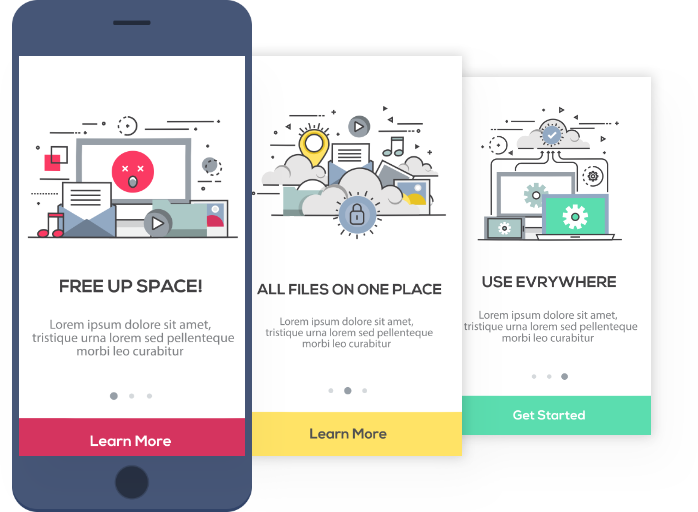 FREE UP SPACE!
Lorem ipsum dolore sit amet,
tristique urna lorem sed pellenteque
morbi leo curabitur
Learn More
ALL FILES ON ONE PLACE
Lorem ipsum dolore sit amet,
tristique urna lorem sed pellenteque
morbi leo curabitur
Learn More
USE EVRYWHERE
Lorem ipsum dolore sit amet,
tristique urna lorem sed pellenteque
morbi leo curabitur
Get Started